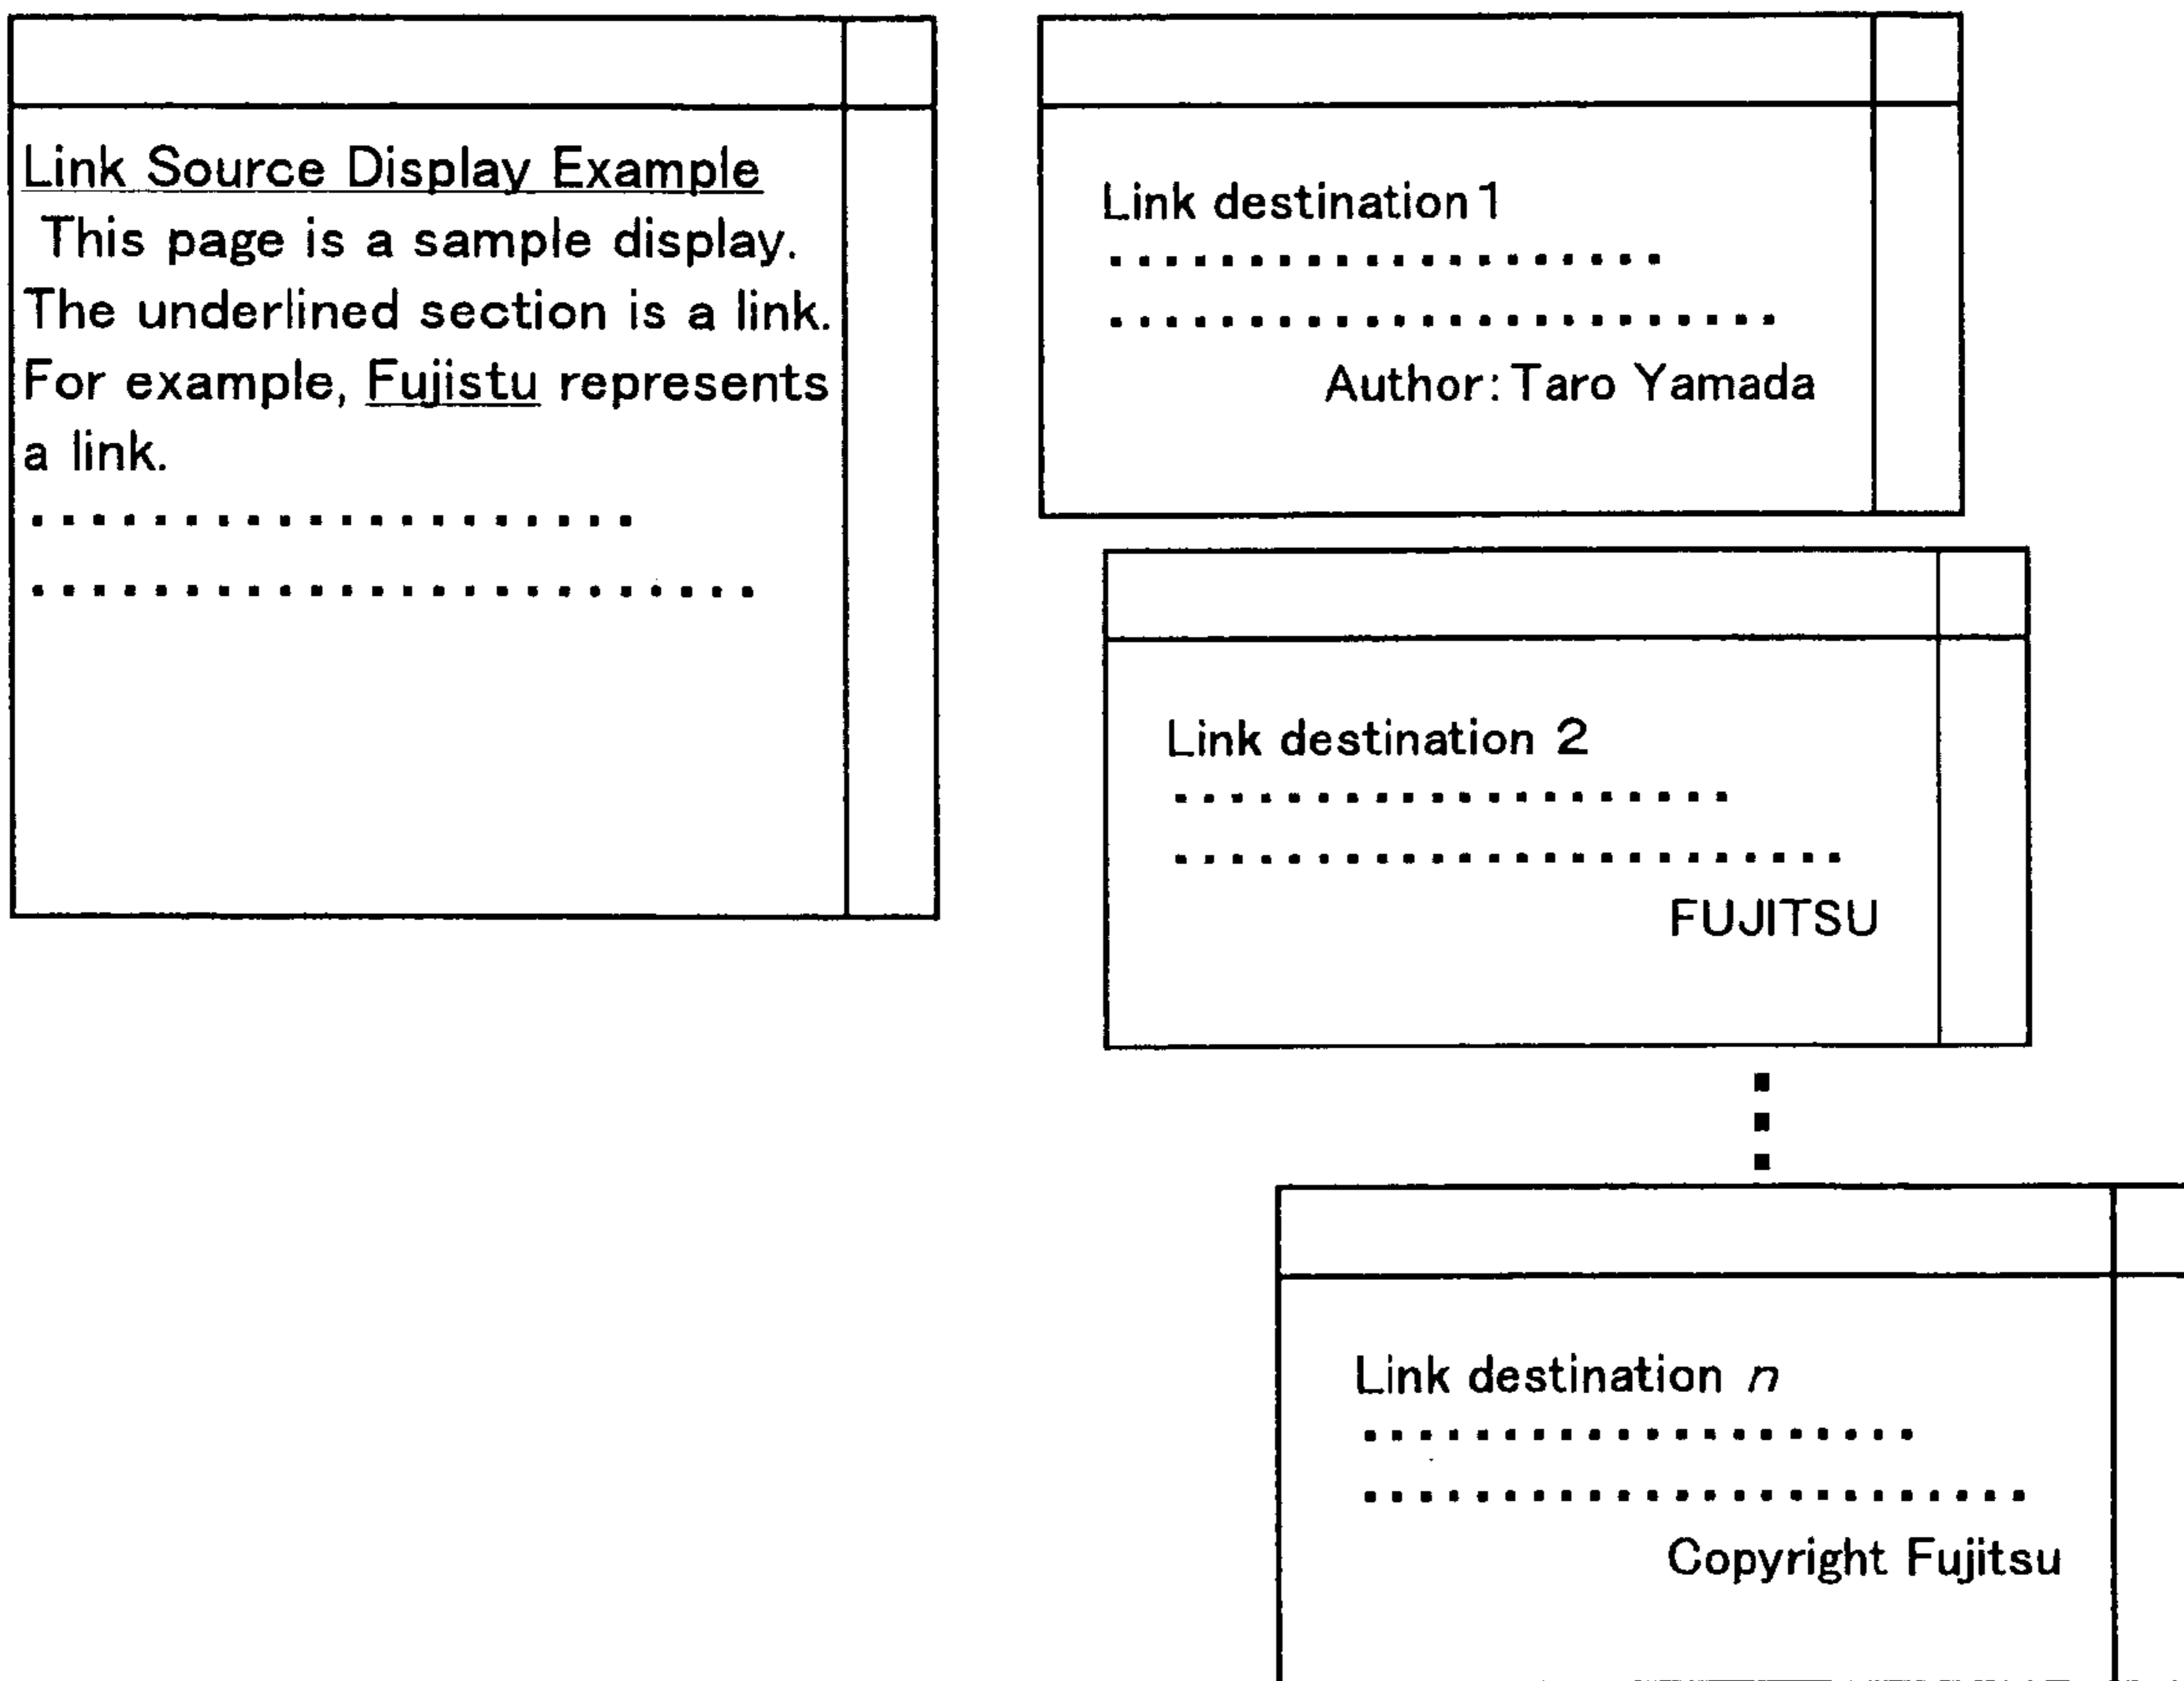 Link Source Display Example
This page is a sample display.
The underlined section is a link.
For example, Fujistu represents
a link.
Link destination 1
Author: Taro Yamada
Link destination 2
FUJITSU
Link destination n
Copyright Fujitsu